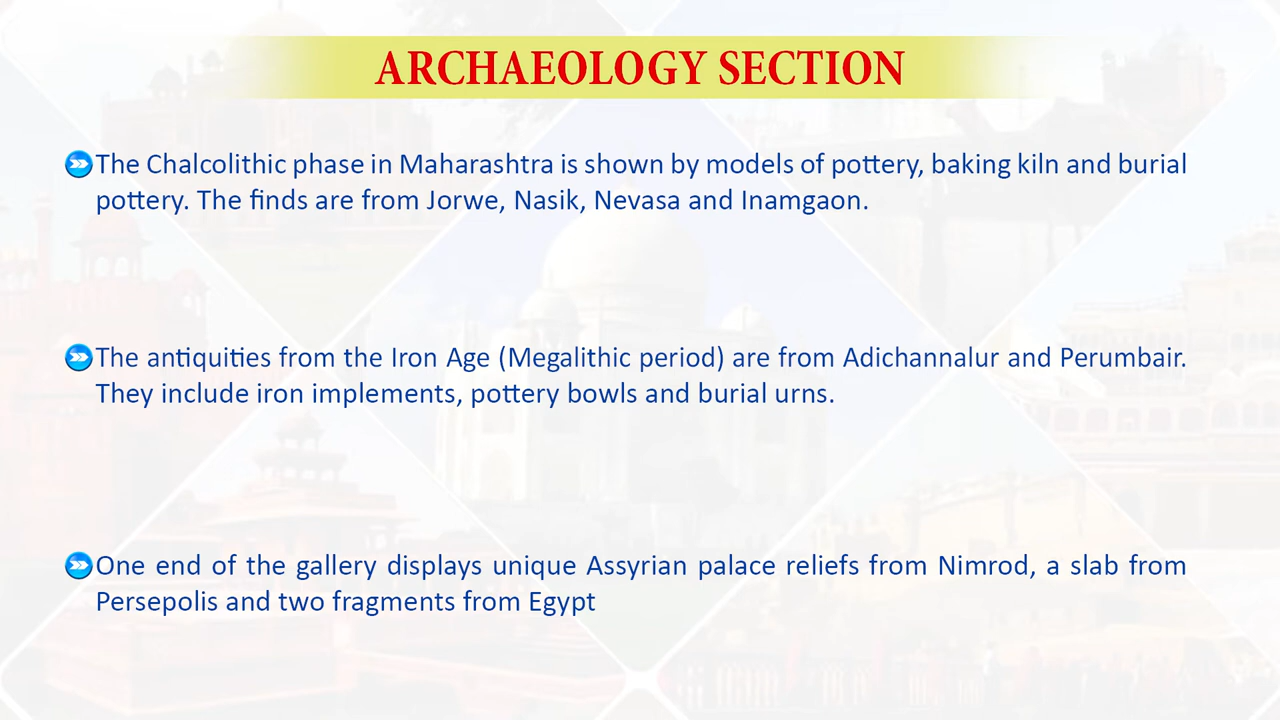 ARCHAEOLOGY SECTION
The Chalcolithic phase in Maharashtra is shown by models of pottery, baking kiln and burial
pottery. The finds are from Jorwe, Nasik, Nevasa and Inamgaon.
The antiquities from the Iron Age (Megalithic period) are from Adichannalur and Perumbair.
They include iron implements, pottery bowls and burial urns.
One end of the gallery displays unique Assyrian palace reliefs from Nimrod, a slab from
Persepolis and two fragments from Egypt